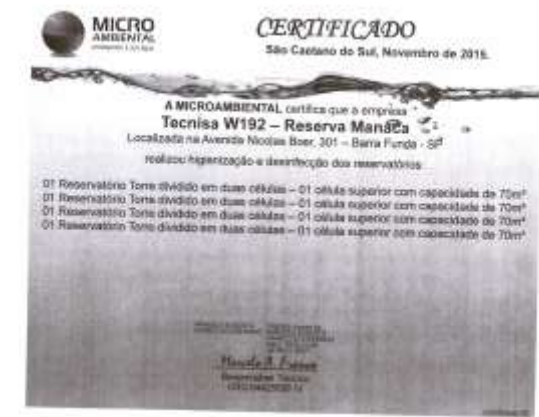 MICRO
AMBIENTAL
CERTIFICADO
São Caetano do Sul, Novembro de 2015.
A MICROAMBIENTAL certifica que a empresa
Tecnisa W192 – Reserva Manacá
Localizada na Avenida Nicolas Boer, 301 – Barra Funda - SP
realizou higienização e desinfecção dos reservatórios:
01 Reservatório Torre dividido em duas células – 01 célula superior com capacidade de 70m³
01 Reservatório Torre dividido em duas células – 01 célula superior com capacidade de 70m³
01 Reservatório Torre dividido em duas células – 01 célula superior com capacidade de 70m³
01 Reservatório Torre dividido em duas células – 01 célula superior com capacidade de 70m³
Responsável Técnico